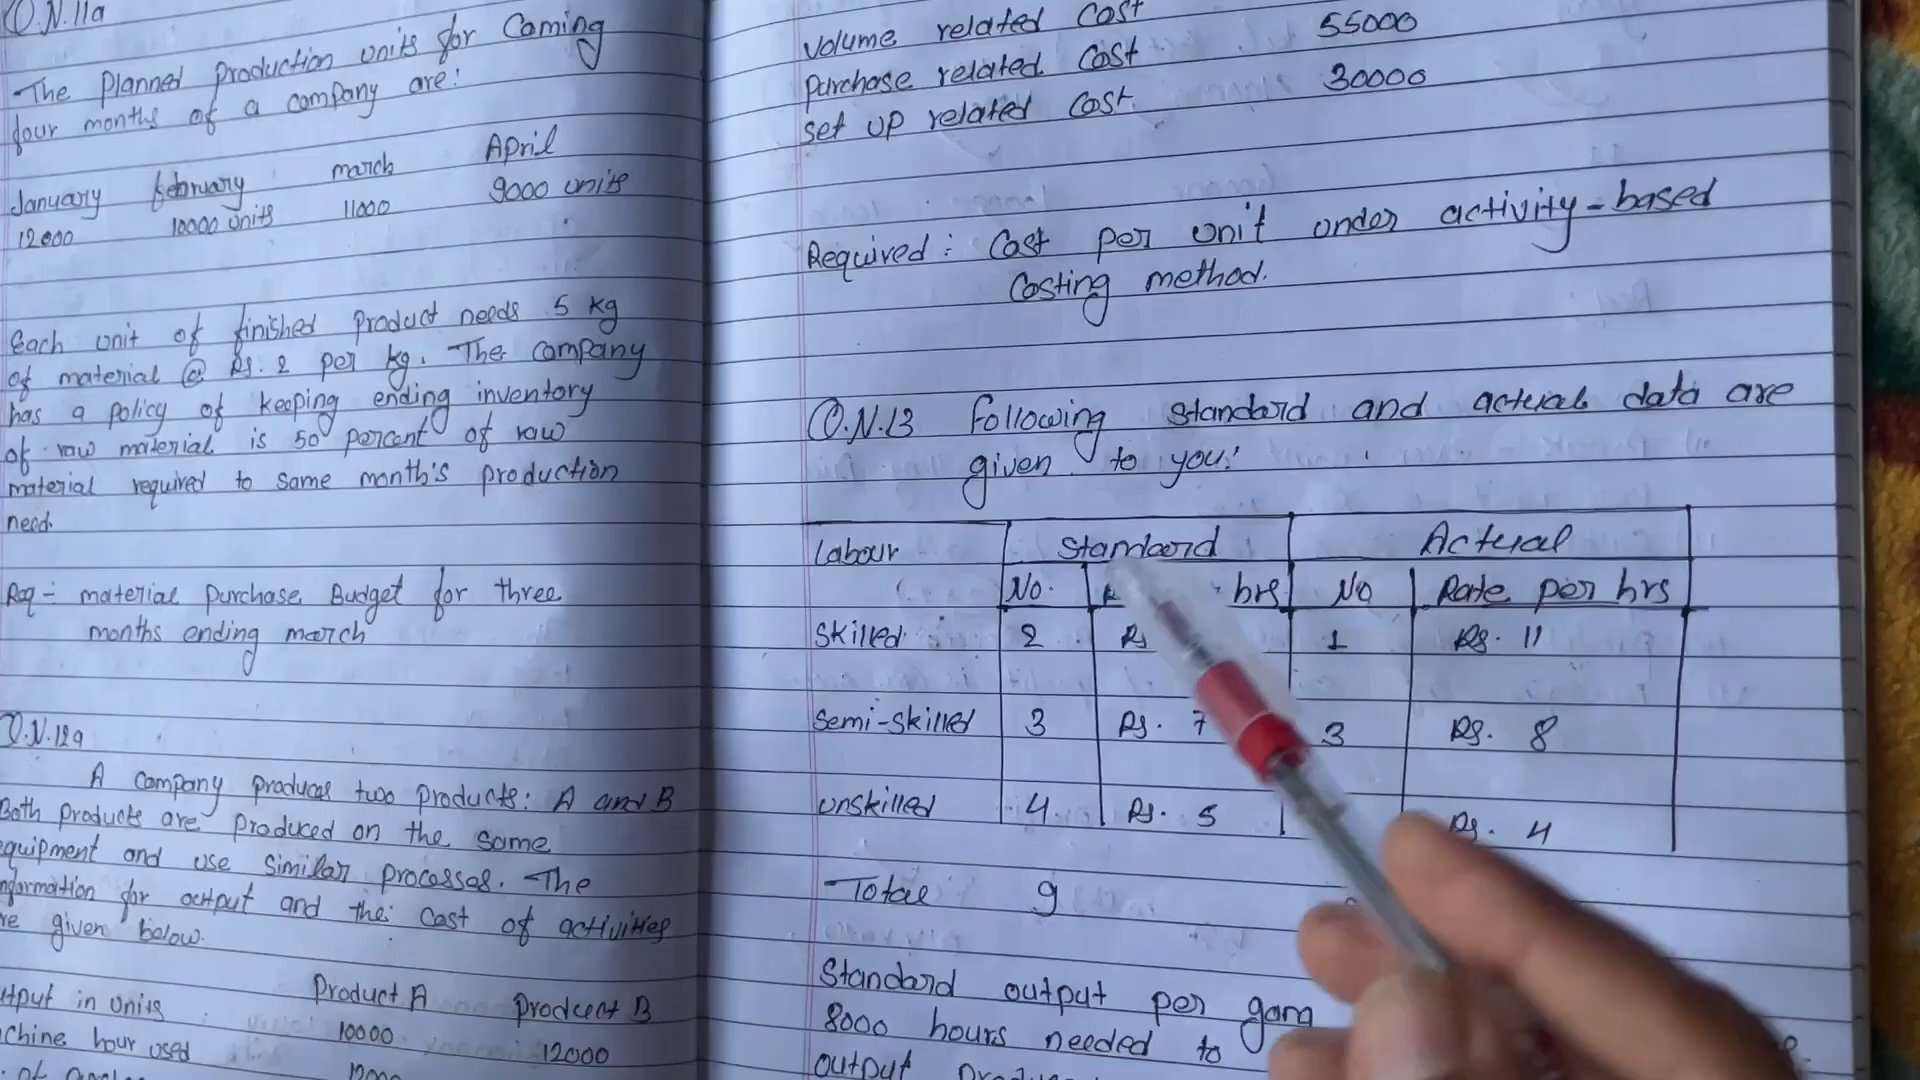 Q.N.11a
The Planned production units for Coming
four months of a company are:
January february march April
12000 10000 units 11000 9000 units
Each unit of finished product needs 5 kg
of material @ Rs. 2 per kg. The company
has a policy of keeping ending inventory
of raw material is 50 percent of raw
material required to same month's production
need.
Req - material purchase Budget for three
months ending march
Q.N.12a
A company produces two products: A and B
Both products are produced on the same
equipment and use similar processes. The
information for output and the cost of activities
are given below.
Product A Product B
output in units 10000 12000
machine hour used
Volume related cost
purchase related cost 55000
set up related cost 30000
Required: Cost per unit under activity-based
Costing method.
Q.N.13 Following standard and actual data are
given to you:
Labour Standard Actual
No. hrs No Rate per hrs
Skilled 2 Rs 1 Rs. 11
Semi-skilled 3 Rs. 7 3 Rs. 8
unskilled 4 Rs. 5 Rs. 4
Total 9
Standard output per gang
8000 hours needed to
output